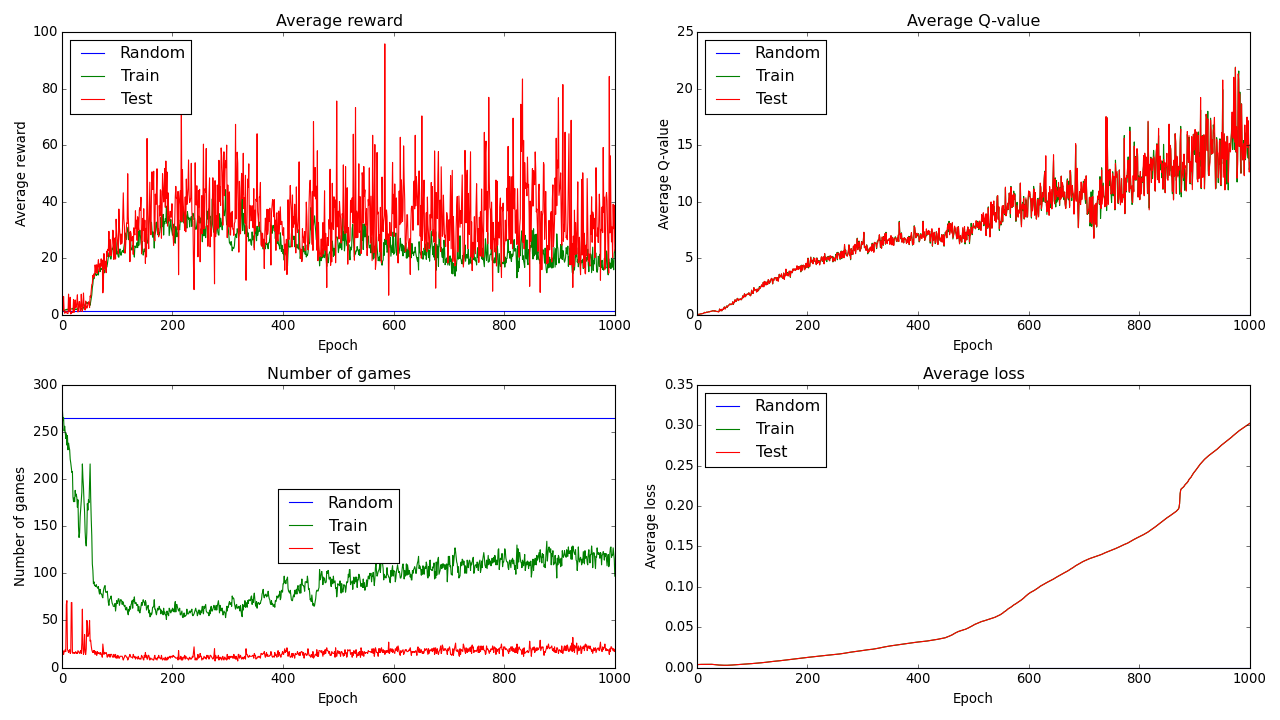 Average reward
100
80
60
40
20
0
Average reward
Random
Train
Test
0 200 400 600 800 1000
Epoch
Average Q-value
25
20
15
10
5
0
Average Q-value
Random
Train
Test
0 200 400 600 800 1000
Epoch
Number of games
300
250
200
150
100
50
0
Number of games
Random
Train
Test
0 200 400 600 800 1000
Epoch
Average loss
0.35
0.30
0.25
0.20
0.15
0.10
0.05
0.00
Average loss
Random
Train
Test
0 200 400 600 800 1000
Epoch